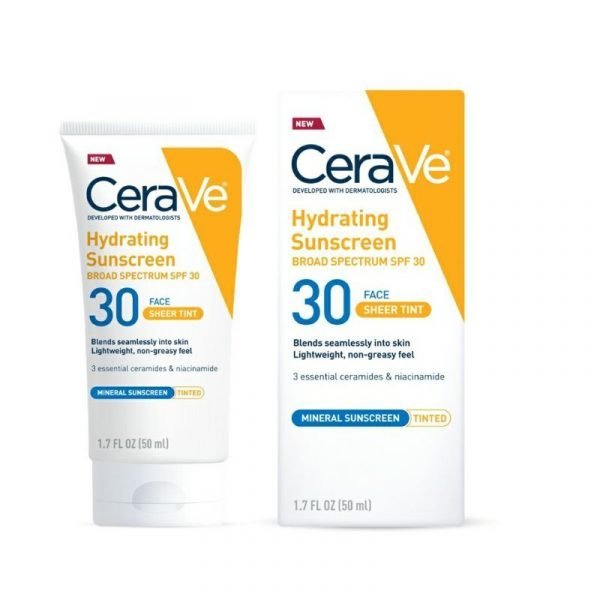 NEW
CeraVe®
DEVELOPED WITH DERMATOLOGISTS
Hydrating
Sunscreen
BROAD SPECTRUM SPF 30
30
FACE
SHEER TINT
Blends seamlessly into skin
Lightweight, non-greasy feel
3 essential ceramides & niacinamide
MINERAL SUNSCREEN TINTED
1.7 FL OZ (50 ml)
NEW
CeraVe®
DEVELOPED WITH DERMATOLOGISTS
Hydrating
Sunscreen
BROAD SPECTRUM SPF 30
30
FACE
SHEER TINT
Blends seamlessly into skin
Lightweight, non-greasy feel
3 essential ceramides & niacinamide
MINERAL SUNSCREEN TINTED
1.7 FL OZ (50 ml)